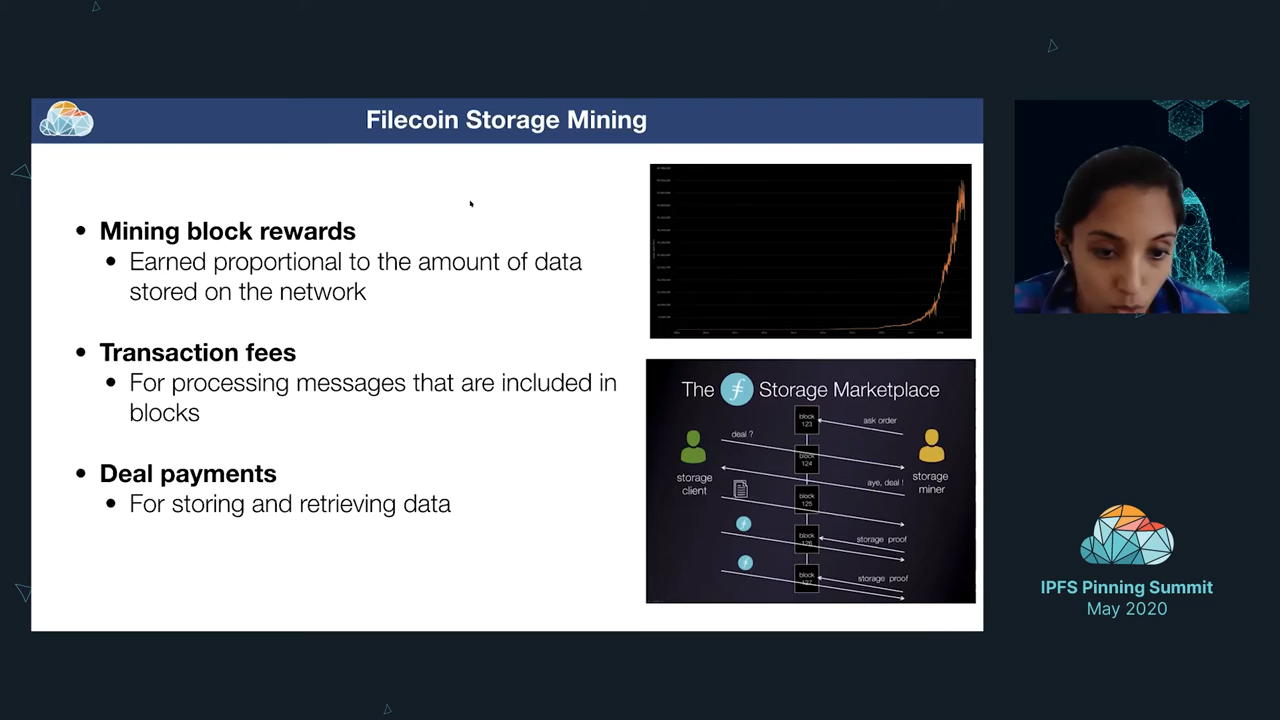 Filecoin Storage Mining
• Mining block rewards
• Earned proportional to the amount of data
stored on the network
• Transaction fees
• For processing messages that are included in
blocks
• Deal payments
• For storing and retrieving data
The Storage Marketplace
block
123
ask order
deal ?
block
124
storage
client
aye, deal !
storage
miner
block
125
block
126
storage proof
block
storage proof
IPFS Pinning Summit
May 2020